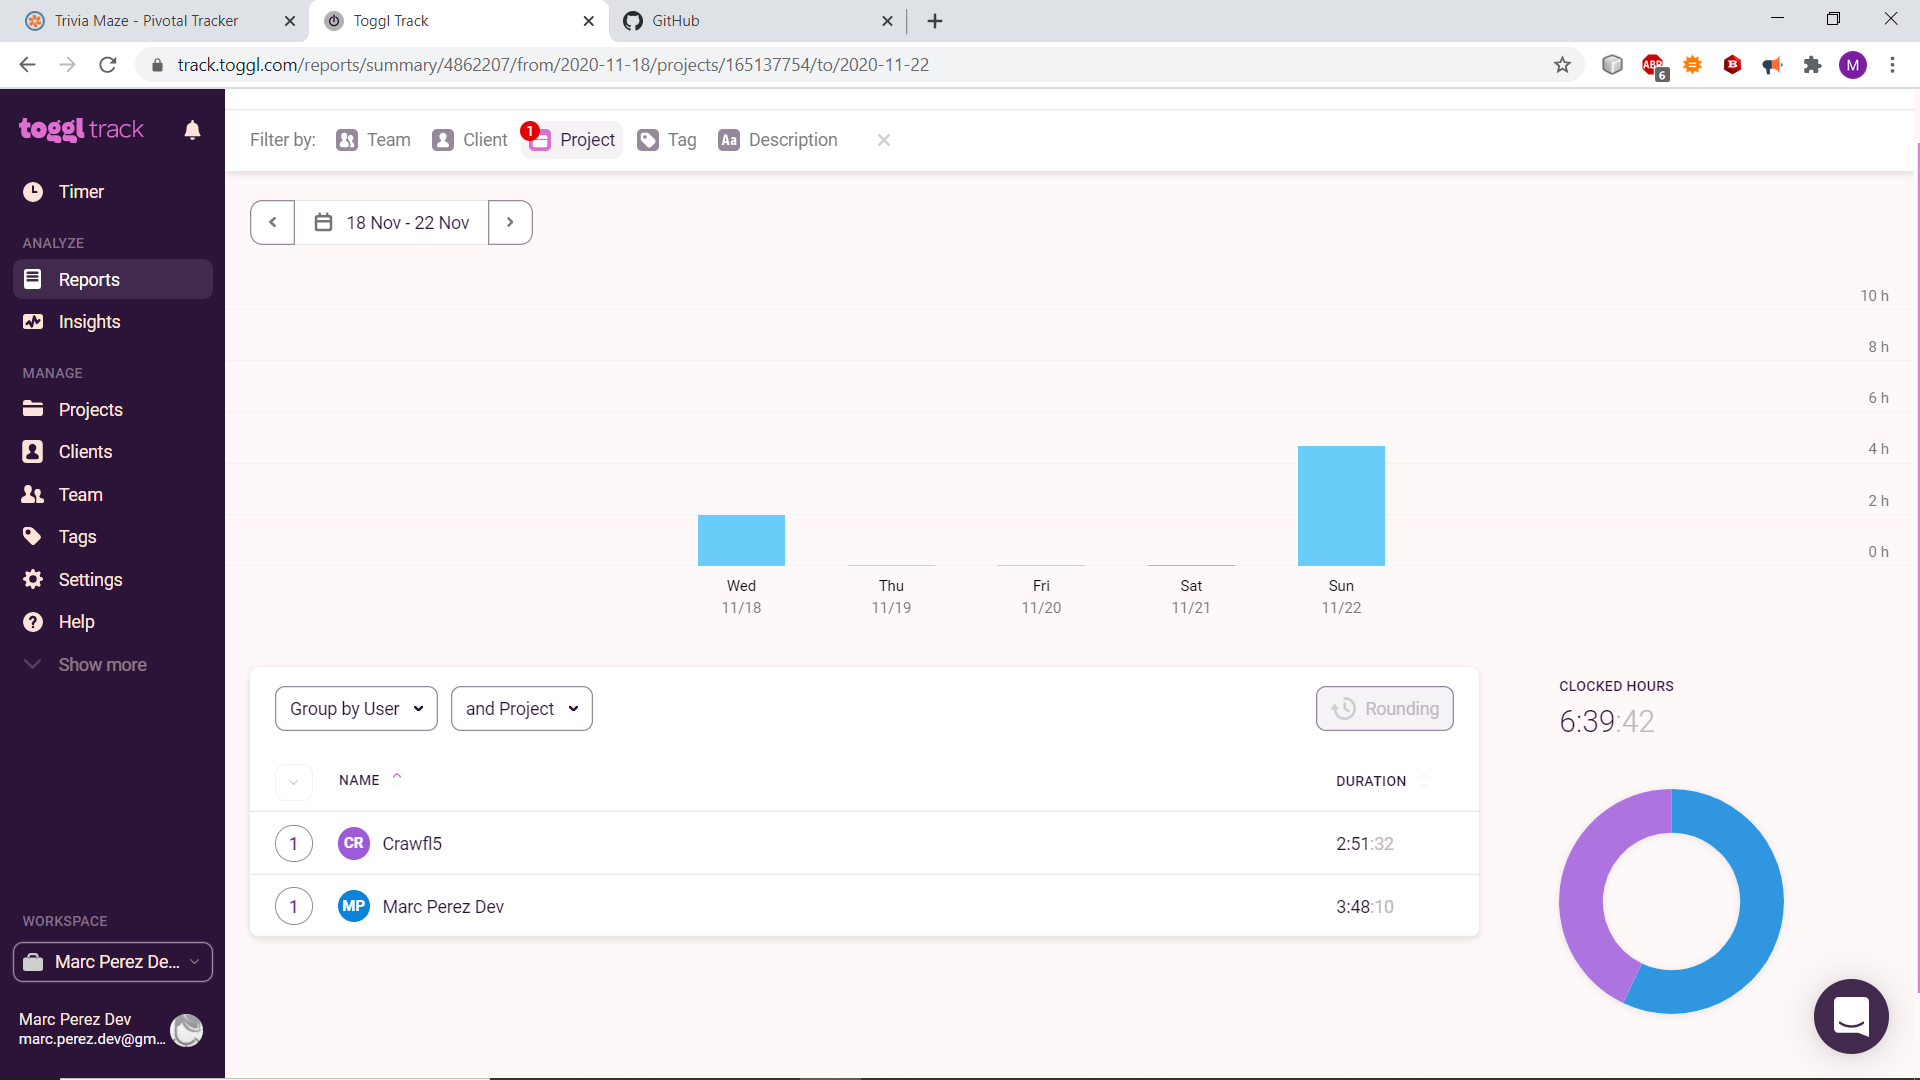 Trivia Maze - Pivotal Tracker
Toggl Track
GitHub
track.toggl.com/reports/summary/4862207/from/2020-11-18/projects/165137754/to/2020-11-22
ABP
6
B
M
toggl track
Filter by:
Team
Client
1
Project
Tag
Aa
Description
Timer
ANALYZE
Reports
Insights
MANAGE
Projects
Clients
Team
Tags
Settings
Help
Show more
18 Nov - 22 Nov
10 h
8 h
6 h
4 h
2 h
0 h
Wed
11/18
Thu
11/19
Fri
11/20
Sat
11/21
Sun
11/22
Group by User
and Project
Rounding
NAME
DURATION
1
CR
Crawfl5
2:51:32
1
MP
Marc Perez Dev
3:48:10
CLOCKED HOURS
6:39:42
WORKSPACE
Marc Perez De...
Marc Perez Dev
marc.perez.dev@gm...